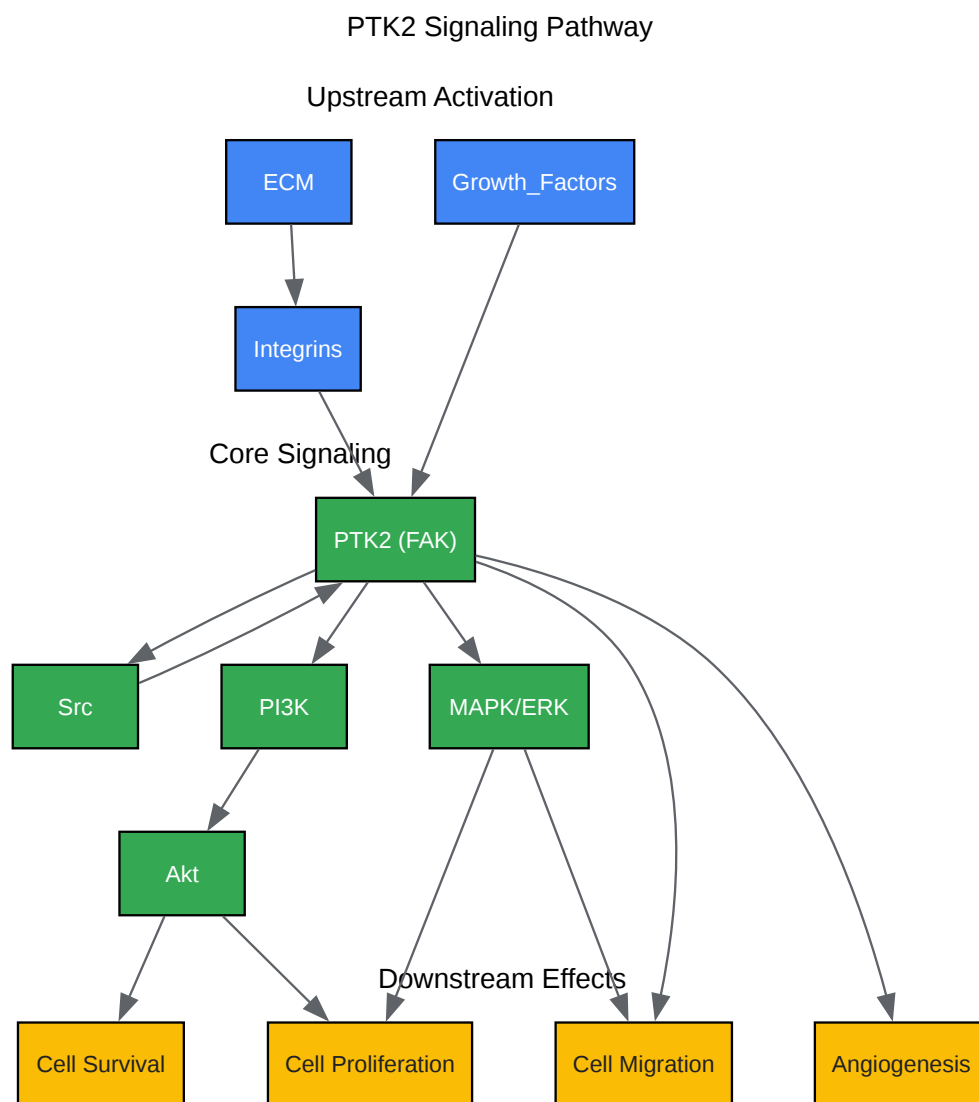 PTK2 Signaling Pathway
Upstream Activation
ECM
Growth_Factors
Integrins
Core Signaling
PTK2 (FAK)
Src
PI3K
MAPK/ERK
Akt
Downstream Effects
Cell Survival
Cell Proliferation
Cell Migration
Angiogenesis